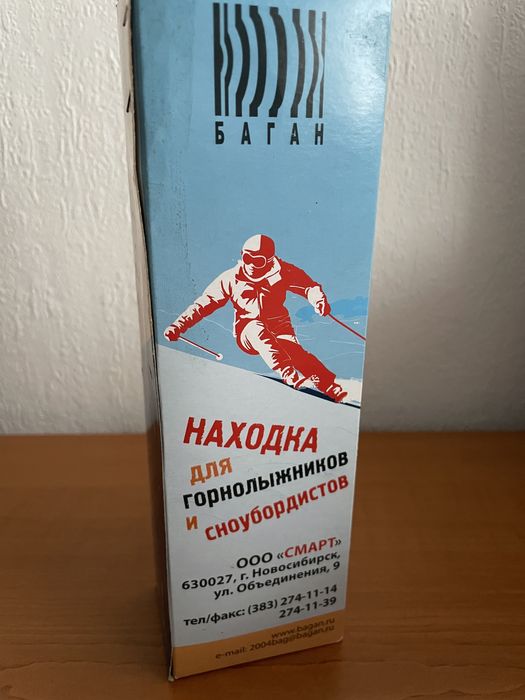 БАГАН
НАХОДКА
для
горнолыжников
и сноубордистов
ООО «СМАРТ»
630027, г. Новосибирск,
ул. Объединения, 9
тел/факс: (383) 274-11-14
274-11-39
www.bagan.ru
e-mail: 2004bag@bagan.ru